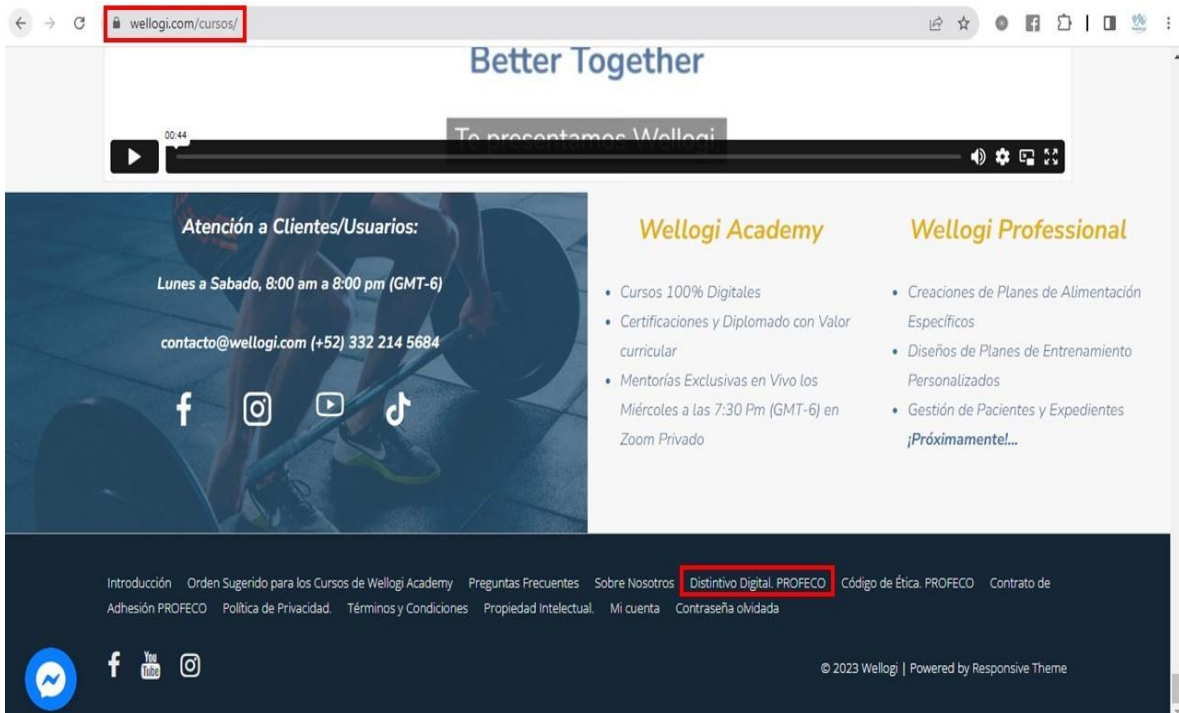 wellogi.com/cursos/
Better Together
Te presentamos Wellogi,
00:44
Atención a Clientes/Usuarios:
Lunes a Sabado, 8:00 am a 8:00 pm (GMT-6)
contacto@wellogi.com (+52) 332 214 5684
Wellogi Academy
• Cursos 100% Digitales
• Certificaciones y Diplomado con Valor
curricular
• Mentorías Exclusivas en Vivo los
Miércoles a las 7:30 Pm (GMT-6) en
Zoom Privado
Wellogi Professional
• Creaciones de Planes de Alimentación
Específicos
• Diseños de Planes de Entrenamiento
Personalizados
• Gestión de Pacientes y Expedientes
¡Próximamente!...
Introducción Orden Sugerido para los Cursos de Wellogi Academy Preguntas Frecuentes Sobre Nosotros Distintivo Digital. PROFECO Código de Ética. PROFECO Contrato de
Adhesión PROFECO Política de Privacidad. Términos y Condiciones Propiedad Intelectual. Mi cuenta Contraseña olvidada
You Tube
© 2023 Wellogi | Powered by Responsive Theme